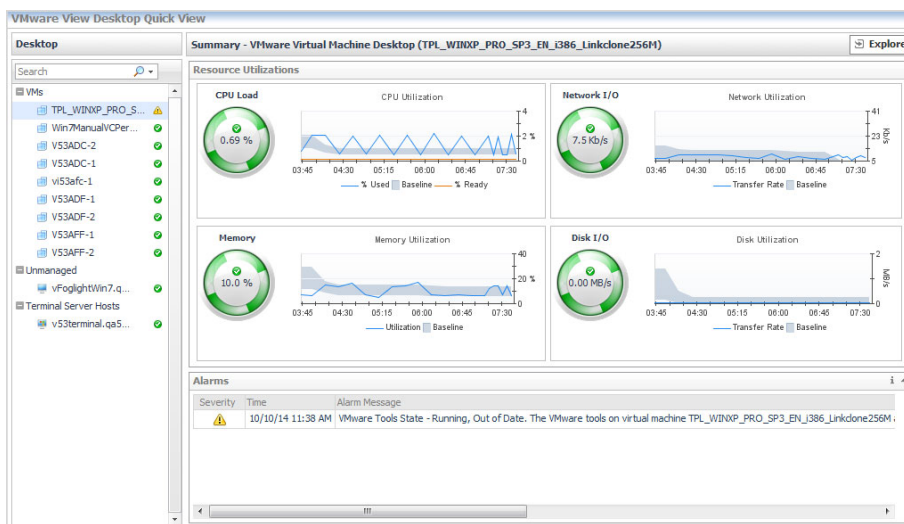 VMware View Desktop Quick View
Desktop
Summary - VMware Virtual Machine Desktop (TPL_WINXP_PRO_SP3_EN_i386_Linkclone256M)
Explore
Search
VMs
TPL_WINXP_PRO_S...
Win7ManualVCPer...
V53ADC-2
V53ADC-1
vi53afc-1
V53ADF-1
V53ADF-2
V53AFF-1
V53AFF-2
Unmanaged
vFoglightWin7.q...
Terminal Server Hosts
v53terminal.qa5...
Resource Utilizations
CPU Load
0.69 %
CPU Utilization
4
2 %
0
03:45 04:30 05:15 06:00 06:45 07:30
% Used Baseline % Ready
Network I/O
7.5 Kb/s
Network Utilization
41
23
5
Kb/s
03:45 04:30 05:15 06:00 06:45 07:30
Transfer Rate Baseline
Memory
10.0 %
Memory Utilization
40
20 %
0
03:45 04:30 05:15 06:00 06:45 07:30
Utilization Baseline
Disk I/O
0.00 MB/s
Disk Utilization
2
0
MB/s
03:45 04:30 05:15 06:00 06:45 07:30
Transfer Rate Baseline
Alarms
i
Severity Time Alarm Message
10/10/14 11:38 AM VMware Tools State - Running, Out of Date. The VMware tools on virtual machine TPL_WINXP_PRO_SP3_EN_i386_Linkclone256M